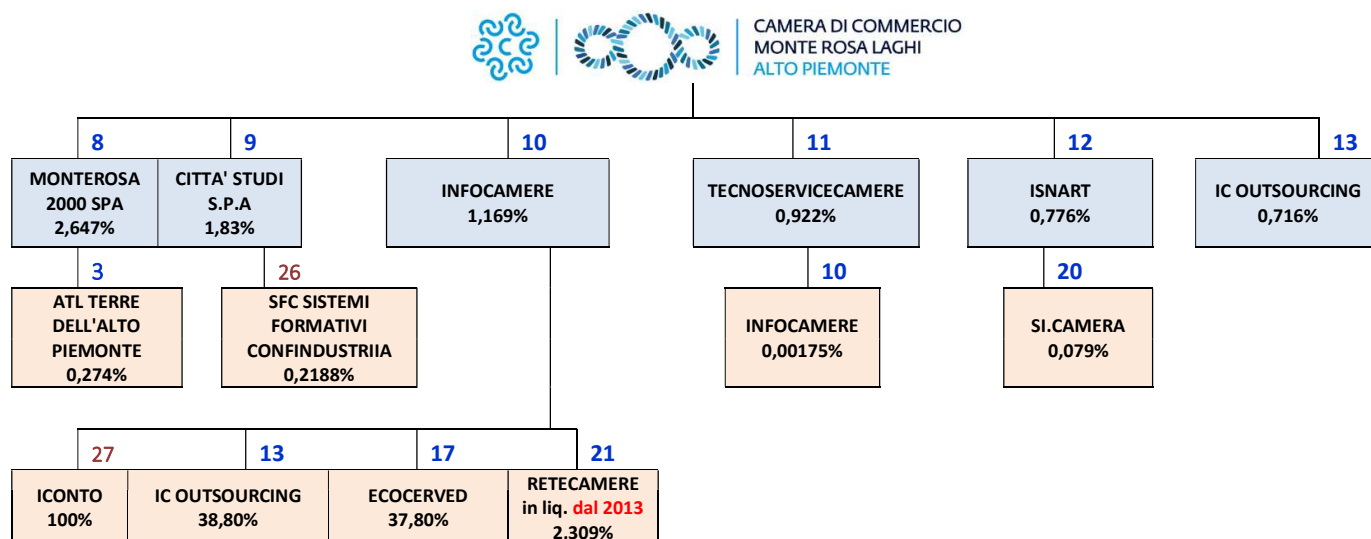 CAMERA DI COMMERCIO
MONTE ROSA LAGHI
ALTO PIEMONTE
8
9
10
11
12
13
MONTEROSA
2000 SPA
2,647%
CITTA' STUDI
S.P.A
1,83%
INFOCAMERE
1,169%
TECNOSERVICECAMERE
0,922%
ISNART
0,776%
IC OUTSOURCING
0,716%
3
26
10
20
ATL TERRE
DELL'ALTO
PIEMONTE
0,274%
SFC SISTEMI
FORMATIVI
CONFINDUSTRIIA
0,2188%
INFOCAMERE
0,00175%
SI.CAMERA
0,079%
27
13
17
21
ICONTO
100%
IC OUTSOURCING
38,80%
ECOCERVED
37,80%
RETECAMERE
in liq. dal 2013
2,309%